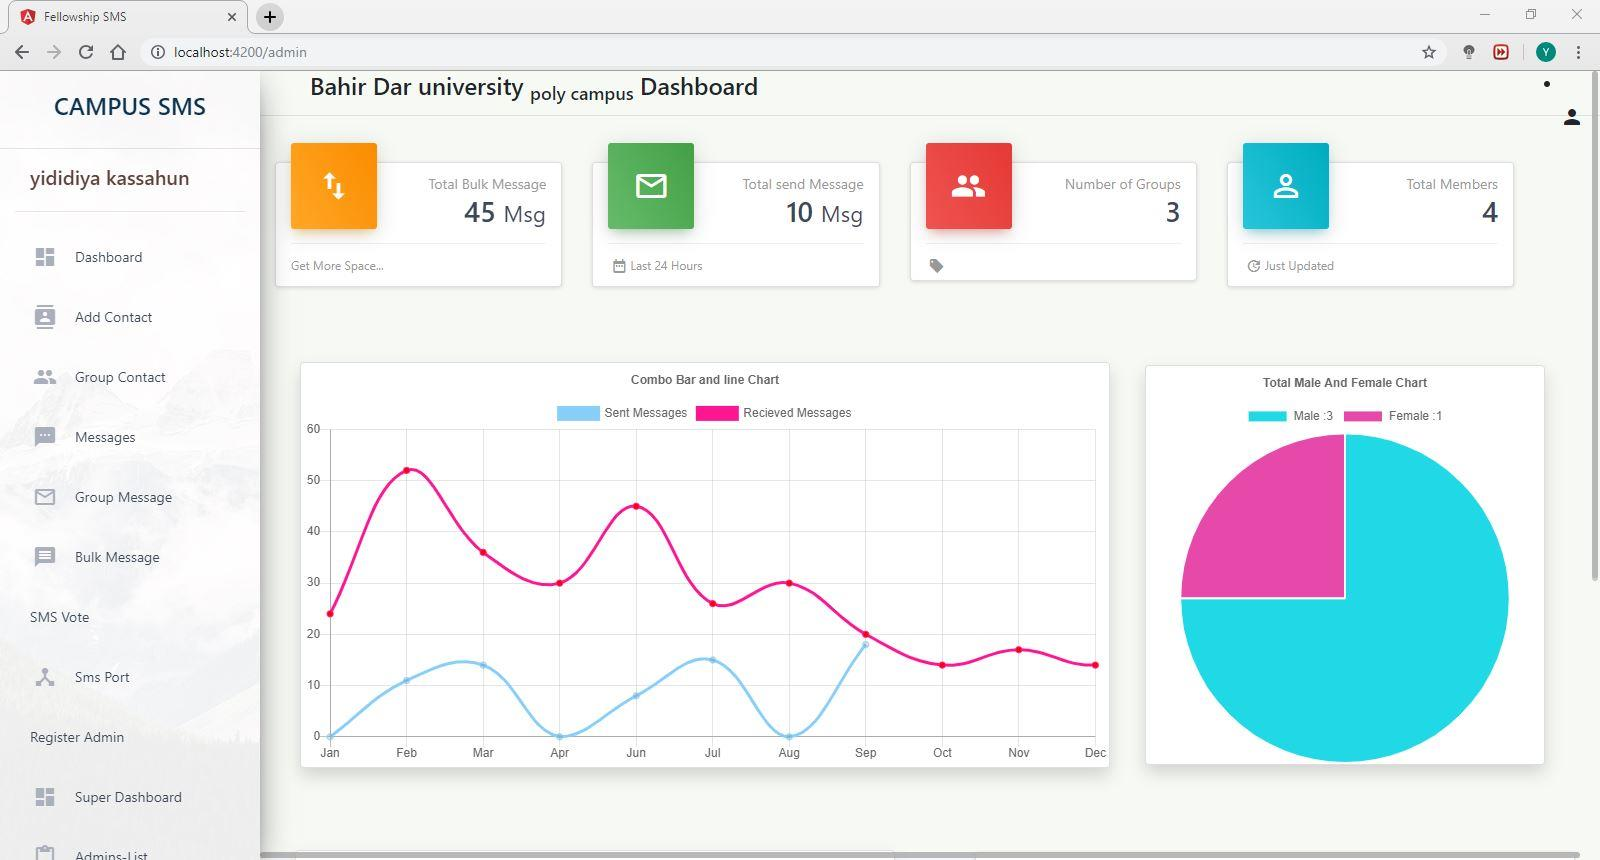 Fellowship SMS
localhost:4200/admin
Y
CAMPUS SMS
yididiya kassahun
Dashboard
Add Contact
Group Contact
Messages
Group Message
Bulk Message
SMS Vote
Sms Port
Register Admin
Super Dashboard
Admins-List
Bahir Dar university poly campus Dashboard
Total Bulk Message
45 Msg
Get More Space...
Total send Message
10 Msg
Last 24 Hours
Number of Groups
3
Total Members
4
Just Updated
Combo Bar and line Chart
Sent Messages Recieved Messages
60
50
40
30
20
10
0
Jan Feb Mar Apr Jun Jul Aug Sep Oct Nov Dec
Total Male And Female Chart
Male :3 Female :1